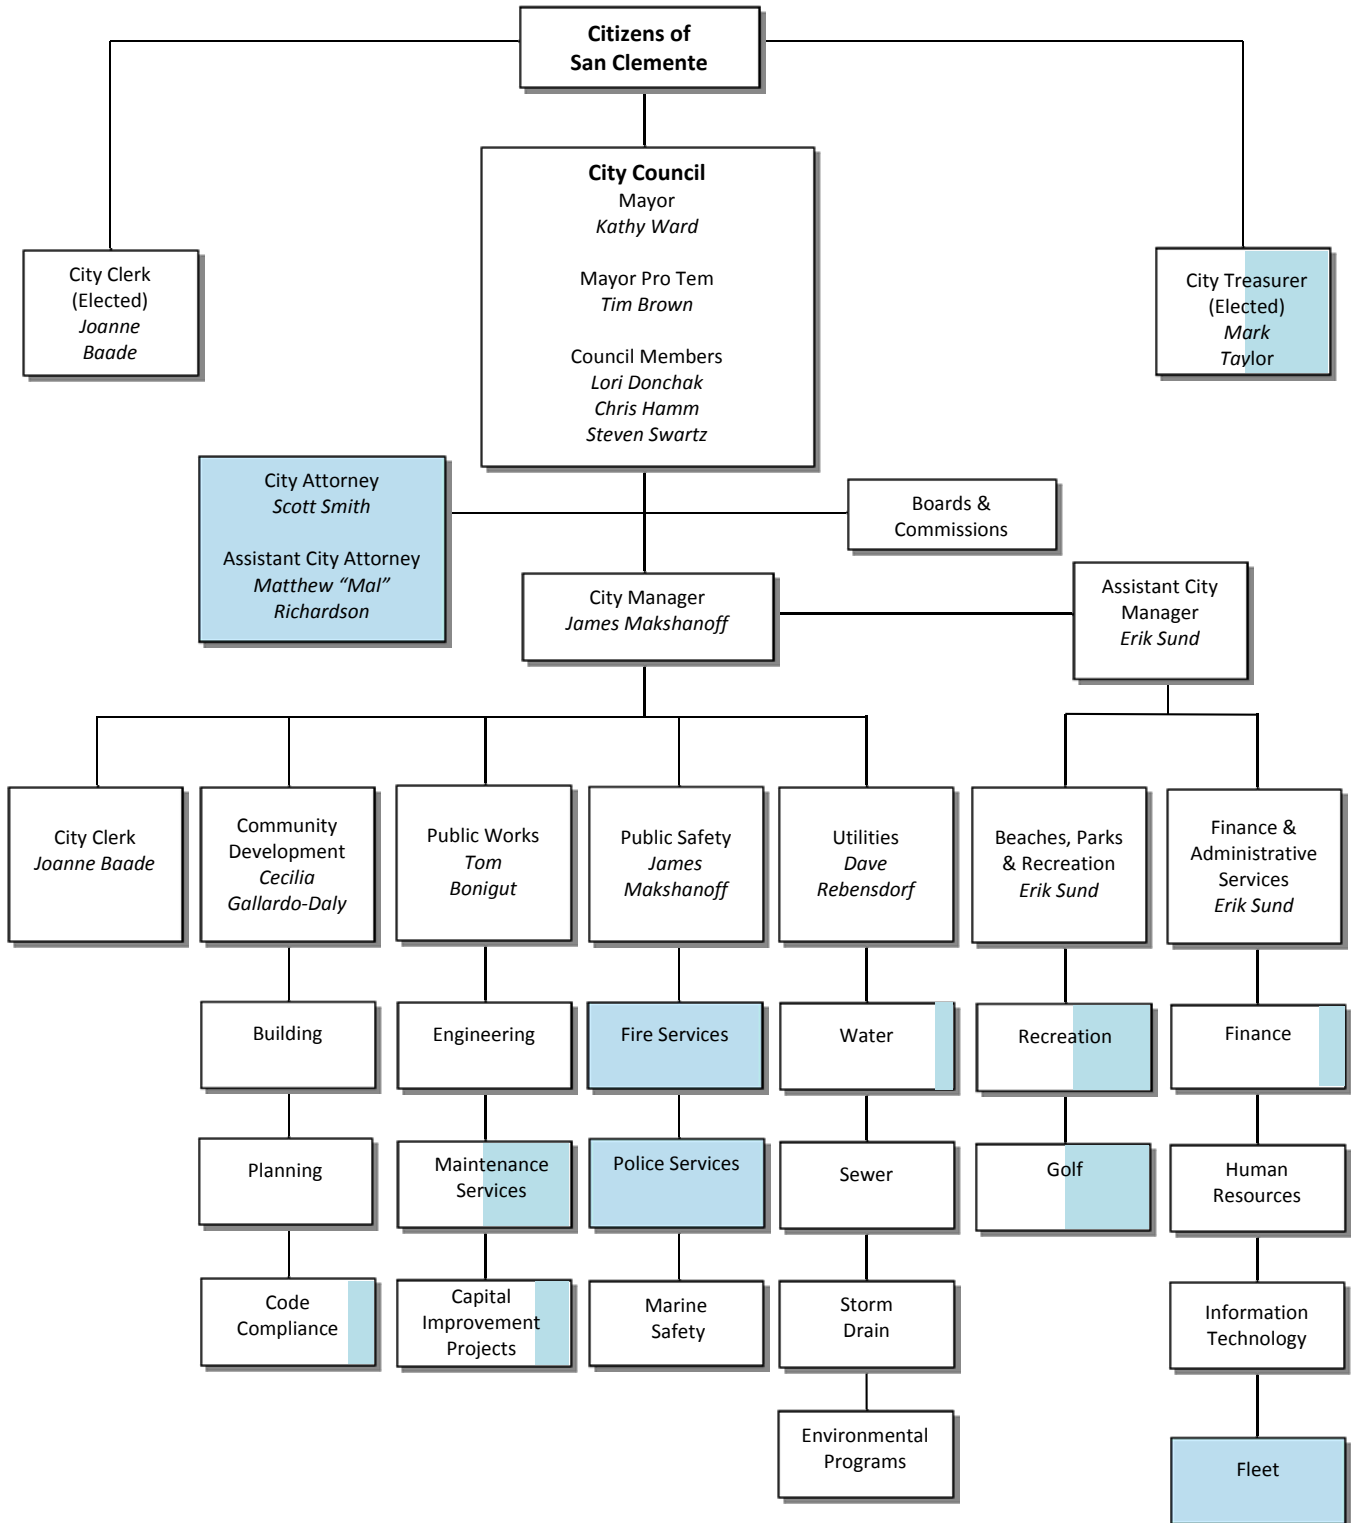 Citizens of
San Clemente
City Council
Mayor
Kathy Ward
Mayor Pro Tem
Tim Brown
Council Members
Lori Donchak
Chris Hamm
Steven Swartz
City Clerk
(Elected)
Joanne
Baade
City Treasurer
(Elected)
Mark
Taylor
City Attorney
Scott Smith
Assistant City Attorney
Matthew “Mal”
Richardson
Boards &
Commissions
City Manager
James Makshanoff
Assistant City
Manager
Erik Sund
City Clerk
Joanne Baade
Community
Development
Cecilia
Gallardo-Daly
Public Works
Tom
Bonigut
Public Safety
James
Makshanoff
Utilities
Dave
Rebensdorf
Beaches, Parks
& Recreation
Erik Sund
Finance &
Administrative
Services
Erik Sund
Building
Engineering
Fire Services
Water
Recreation
Finance
Planning
Maintenance
Services
Police Services
Sewer
Golf
Human
Resources
Code
Compliance
Capital
Improvement
Projects
Marine
Safety
Storm
Drain
Information
Technology
Environmental
Programs
Fleet